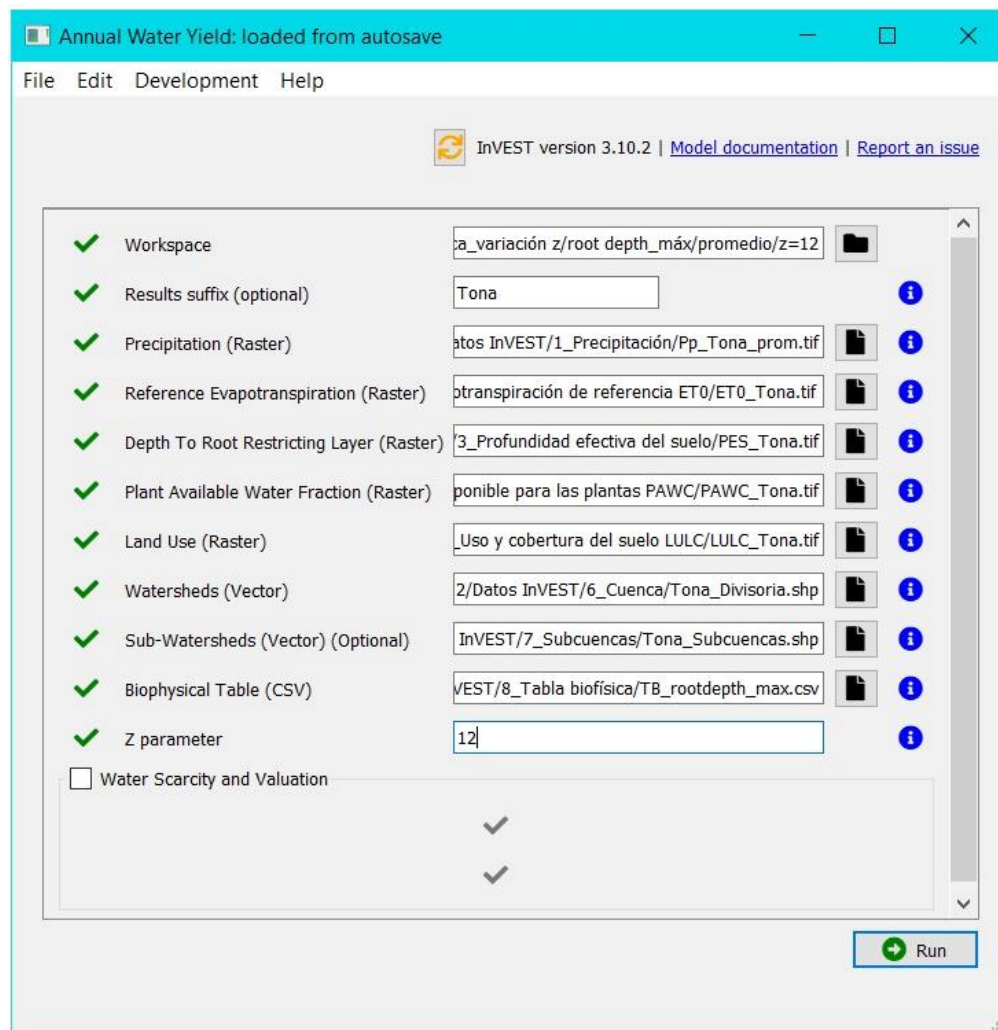 Annual Water Yield: loaded from autosave
File Edit Development Help
InVEST version 3.10.2 | Model documentation | Report an issue
Workspace :a_variación z/root depth_máx/promedio/z=12
Results suffix (optional) Tona
Precipitation (Raster) atos InVEST/1_Precipitación/Pp_Tona_prom.tif
Reference Evapotranspiration (Raster) otranspiración de referencia ET0/ET0_Tona.tif
Depth To Root Restricting Layer (Raster) /3_Profundidad efectiva del suelo/PES_Tona.tif
Plant Available Water Fraction (Raster) ponible para las plantas PAWC/PAWC_Tona.tif
Land Use (Raster) _Uso y cobertura del suelo LULC/LULC_Tona.tif
Watersheds (Vector) 2/Datos InVEST/6_Cuenca/Tona_Divisoria.shp
Sub-Watersheds (Vector) (Optional) InVEST/7_Subcuencas/Tona_Subcuencas.shp
Biophysical Table (CSV) VEST/8_Tabla biofísica/TB_rootdepth_max.csv
Z parameter 12
Water Scarcity and Valuation
Run